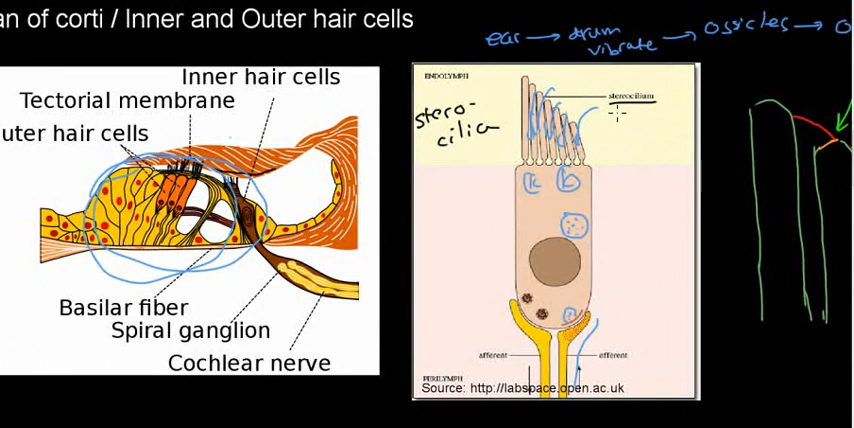 an of corti / Inner and Outer hair cells
ear → drum vibrate → ossicles → o
Inner hair cells
Tectorial membrane
uter hair cells
Basilar fiber
Spiral ganglion
Cochlear nerve
ENDOLYMPH
stereocilium
stero-
cilia
afferent
efferent
PERILYMPH
Source: http://labspace.open.ac.uk